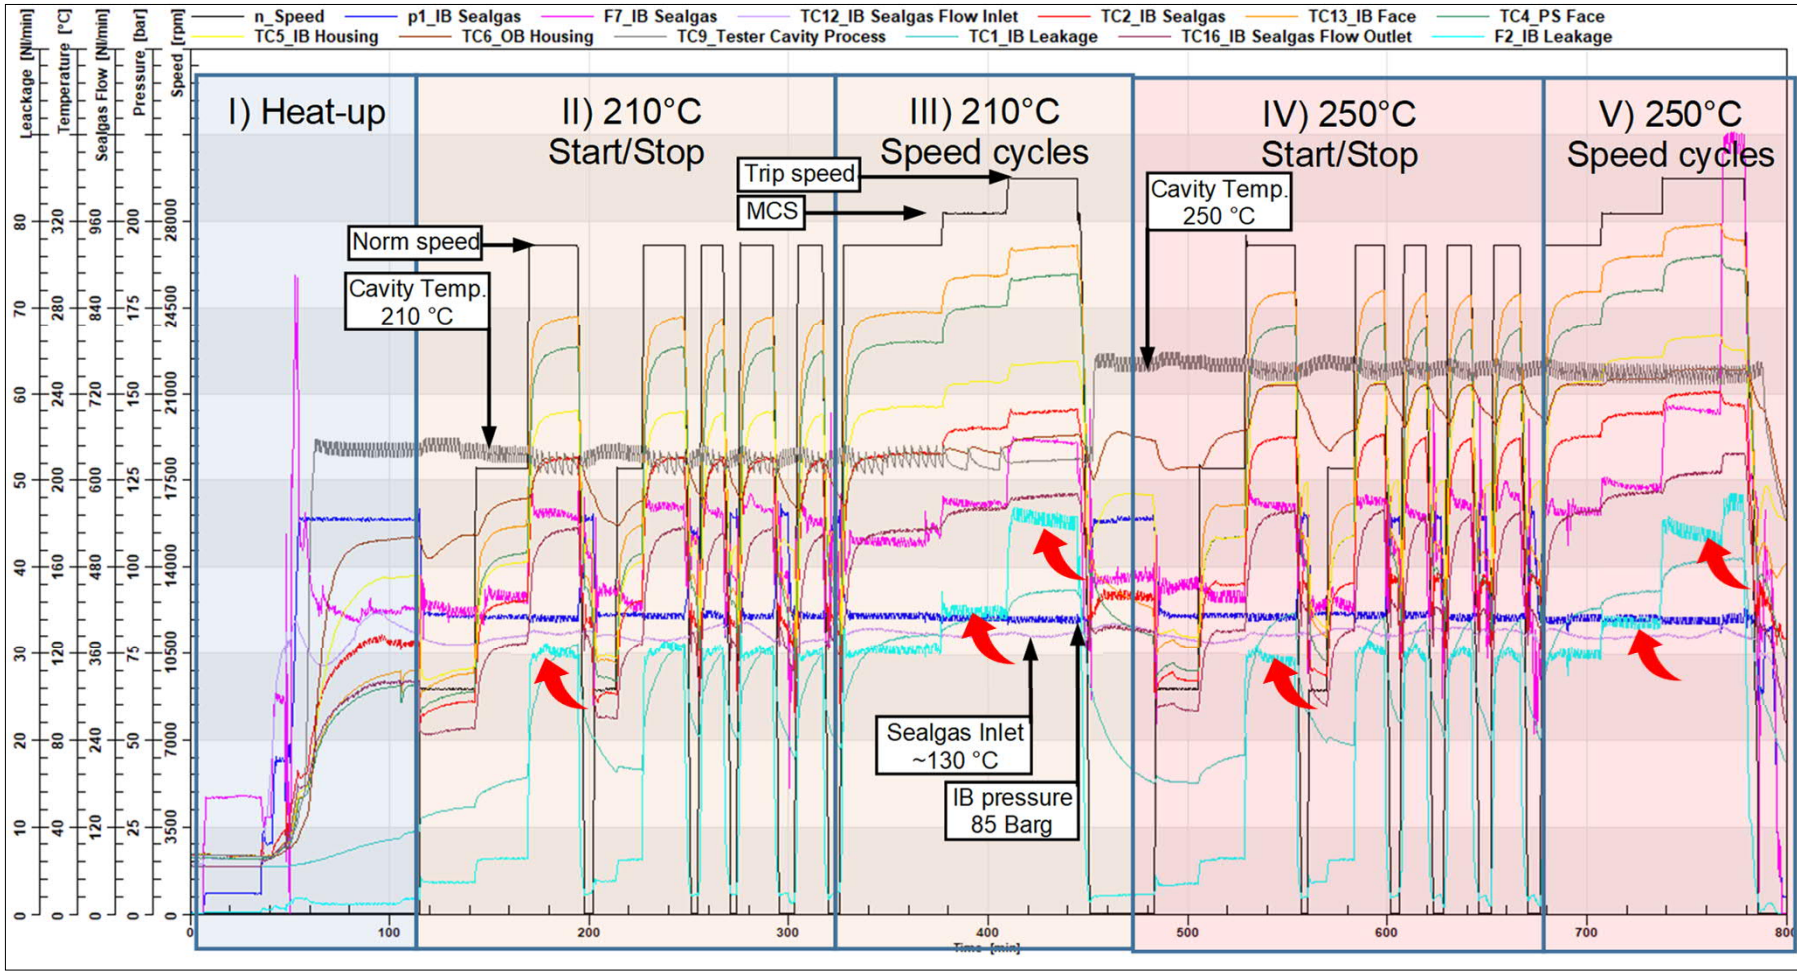 n_Speed p1_IB Sealgas F7_IB Sealgas TC12_IB Sealgas Flow Inlet TC2_IB Sealgas TC13_IB Face TC4_PS Face
TC5_IB Housing TC6_OB Housing TC9_Tester Cavity Process TC1_IB Leakage TC16_IB Sealgas Flow Outlet F2_IB Leakage
Leackage [Nl/min]
Temperature [°C]
Sealgas Flow [Nl/min]
Pressure [bar]
Speed [rpm]
I) Heat-up
II) 210°C
Start/Stop
III) 210°C
Speed cycles
IV) 250°C
Start/Stop
V) 250°C
Speed cycles
Trip speed
MCS
Norm speed
Cavity Temp.
210 °C
Cavity Temp.
250 °C
Sealgas Inlet
~130 °C
IB pressure
85 Barg
80 320 960 200 28000
70 280 840 175 24500
60 240 720 150 21000
50 200 600 125 17500
40 160 480 100 14000
30 120 360 75 10500
20 80 240 50 7000
10 40 120 25 3500
0 0 0 0 0
0 100 200 300 400 500 600 700 800
Time [min]